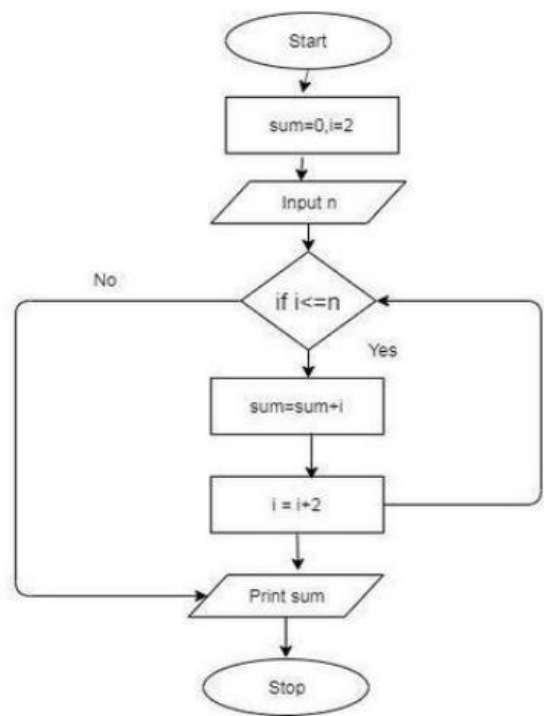 Start
sum=0,i=2
Input n
if i<=n
No
Yes
sum=sum+i
i = i+2
Print sum
Stop